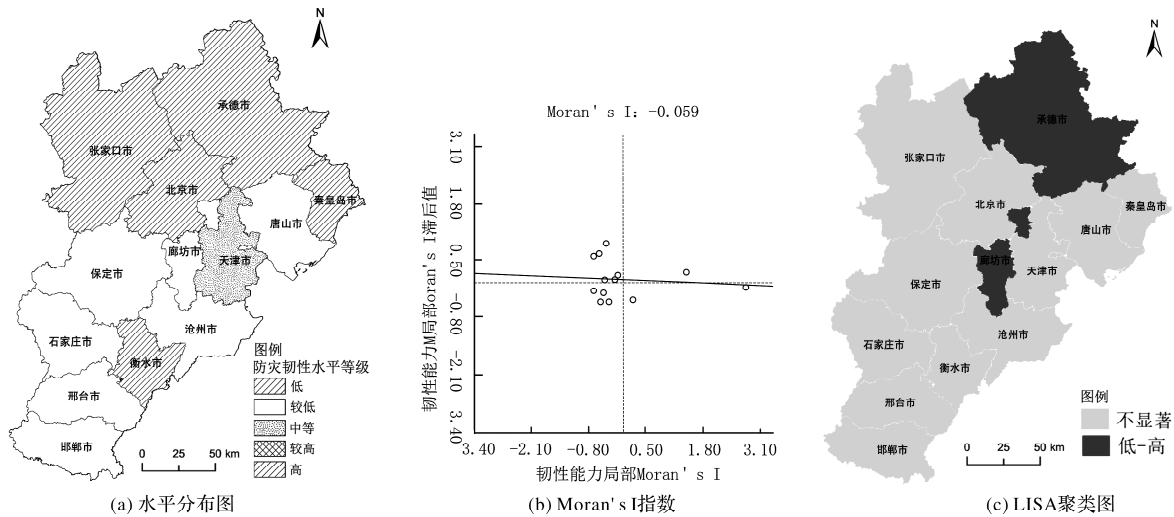 N
承德市
张家口市
北京市
秦皇岛市
唐山市
廊坊市
天津市
保定市
沧州市
石家庄市
衡水市
邢台市
邯郸市
图例
防灾韧性水平等级
低
较低
中等
较高
高
0 25 50 km
(a) 水平分布图
Moran's I: -0.059
韧性能力M局部oran's I滞后值
3.10
1.80
0.50
-0.80
-2.10
3.40
3.40 -2.10 -0.80 0.50 1.80 3.10
韧性能力局部Moran's I
(b) Moran's I指数
N
承德市
张家口市
北京市
秦皇岛市
唐山市
廊坊市
天津市
保定市
沧州市
石家庄市
衡水市
邢台市
邯郸市
图例
不显著
低-高
0 25 50 km
(c) LISA聚类图